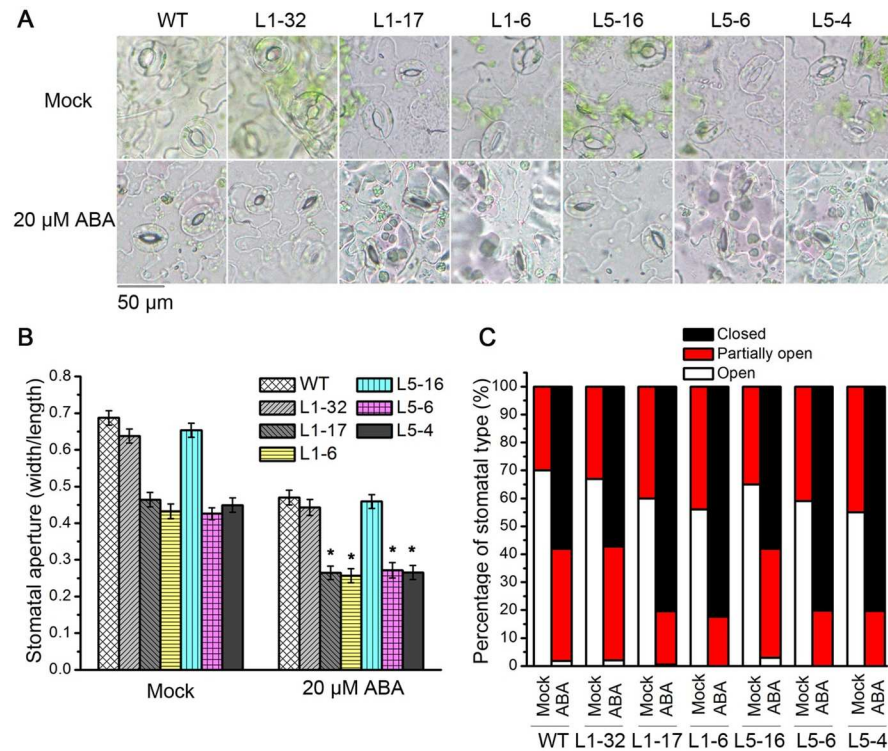 A
WT L1-32 L1-17 L1-6 L5-16 L5-6 L5-4
Mock
20 μM ABA
50 μm
B
Stomatal aperture (width/length)
0.8
0.7
0.6
0.5
0.4
0.3
0.2
0.1
0.0
WT L5-16
L1-32 L5-6
L1-17 L5-4
L1-6
* * * *
Mock 20 μM ABA
C
Closed
Partially open
Open
Percentage of stomatal type (%)
100
90
80
70
60
50
40
30
20
10
0
Mock ABA Mock ABA Mock ABA Mock ABA Mock ABA Mock ABA Mock ABA
WT L1-32 L1-17 L1-6 L5-16 L5-6 L5-4